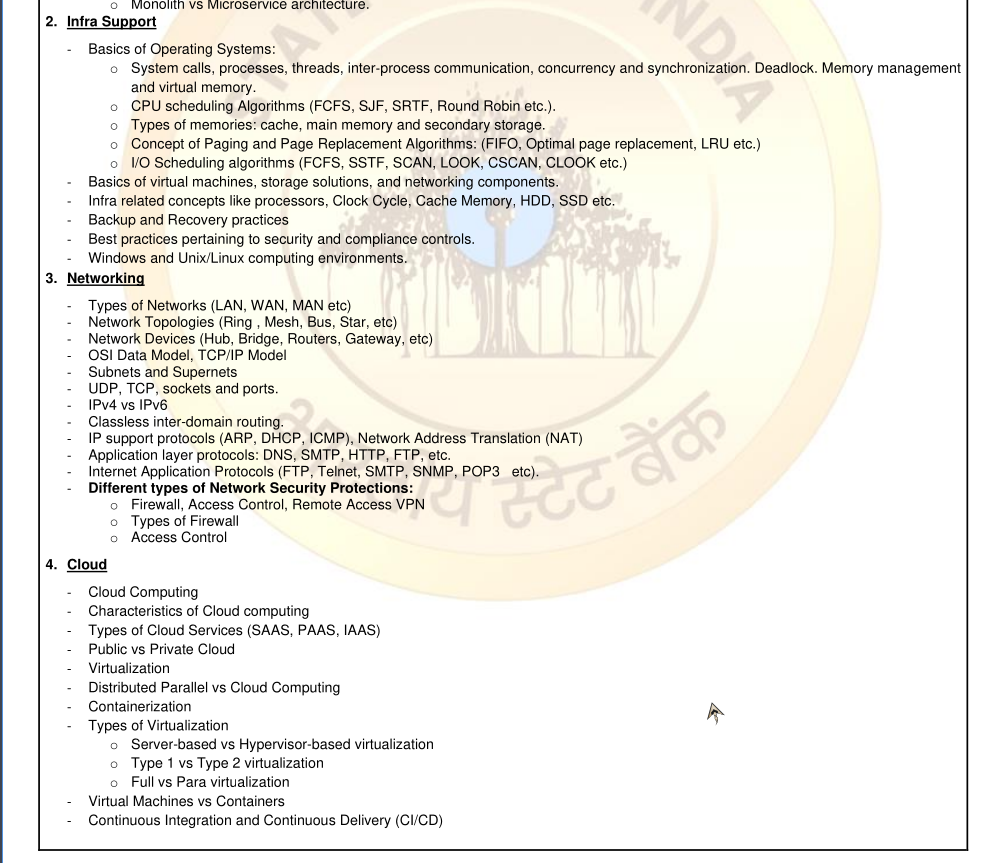 o Monolith vs Microservice architecture.
2. Infra Support
- Basics of Operating Systems:
o System calls, processes, threads, inter-process communication, concurrency and synchronization. Deadlock. Memory management
and virtual memory.
o CPU scheduling Algorithms (FCFS, SJF, SRTF, Round Robin etc.).
o Types of memories: cache, main memory and secondary storage.
o Concept of Paging and Page Replacement Algorithms: (FIFO, Optimal page replacement, LRU etc.)
o I/O Scheduling algorithms (FCFS, SSTF, SCAN, LOOK, CSCAN, CLOOK etc.)
- Basics of virtual machines, storage solutions, and networking components.
- Infra related concepts like processors, Clock Cycle, Cache Memory, HDD, SSD etc.
- Backup and Recovery practices
- Best practices pertaining to security and compliance controls.
- Windows and Unix/Linux computing environments.
3. Networking
- Types of Networks (LAN, WAN, MAN etc)
- Network Topologies (Ring , Mesh, Bus, Star, etc)
- Network Devices (Hub, Bridge, Routers, Gateway, etc)
- OSI Data Model, TCP/IP Model
- Subnets and Supernets
- UDP, TCP, sockets and ports.
- IPv4 vs IPv6
- Classless inter-domain routing.
- IP support protocols (ARP, DHCP, ICMP), Network Address Translation (NAT)
- Application layer protocols: DNS, SMTP, HTTP, FTP, etc.
- Internet Application Protocols (FTP, Telnet, SMTP, SNMP, POP3 etc).
- Different types of Network Security Protections:
o Firewall, Access Control, Remote Access VPN
o Types of Firewall
o Access Control
4. Cloud
- Cloud Computing
- Characteristics of Cloud computing
- Types of Cloud Services (SAAS, PAAS, IAAS)
- Public vs Private Cloud
- Virtualization
- Distributed Parallel vs Cloud Computing
- Containerization
- Types of Virtualization
o Server-based vs Hypervisor-based virtualization
o Type 1 vs Type 2 virtualization
o Full vs Para virtualization
- Virtual Machines vs Containers
- Continuous Integration and Continuous Delivery (CI/CD)
INDIA
स्टेट बैंक